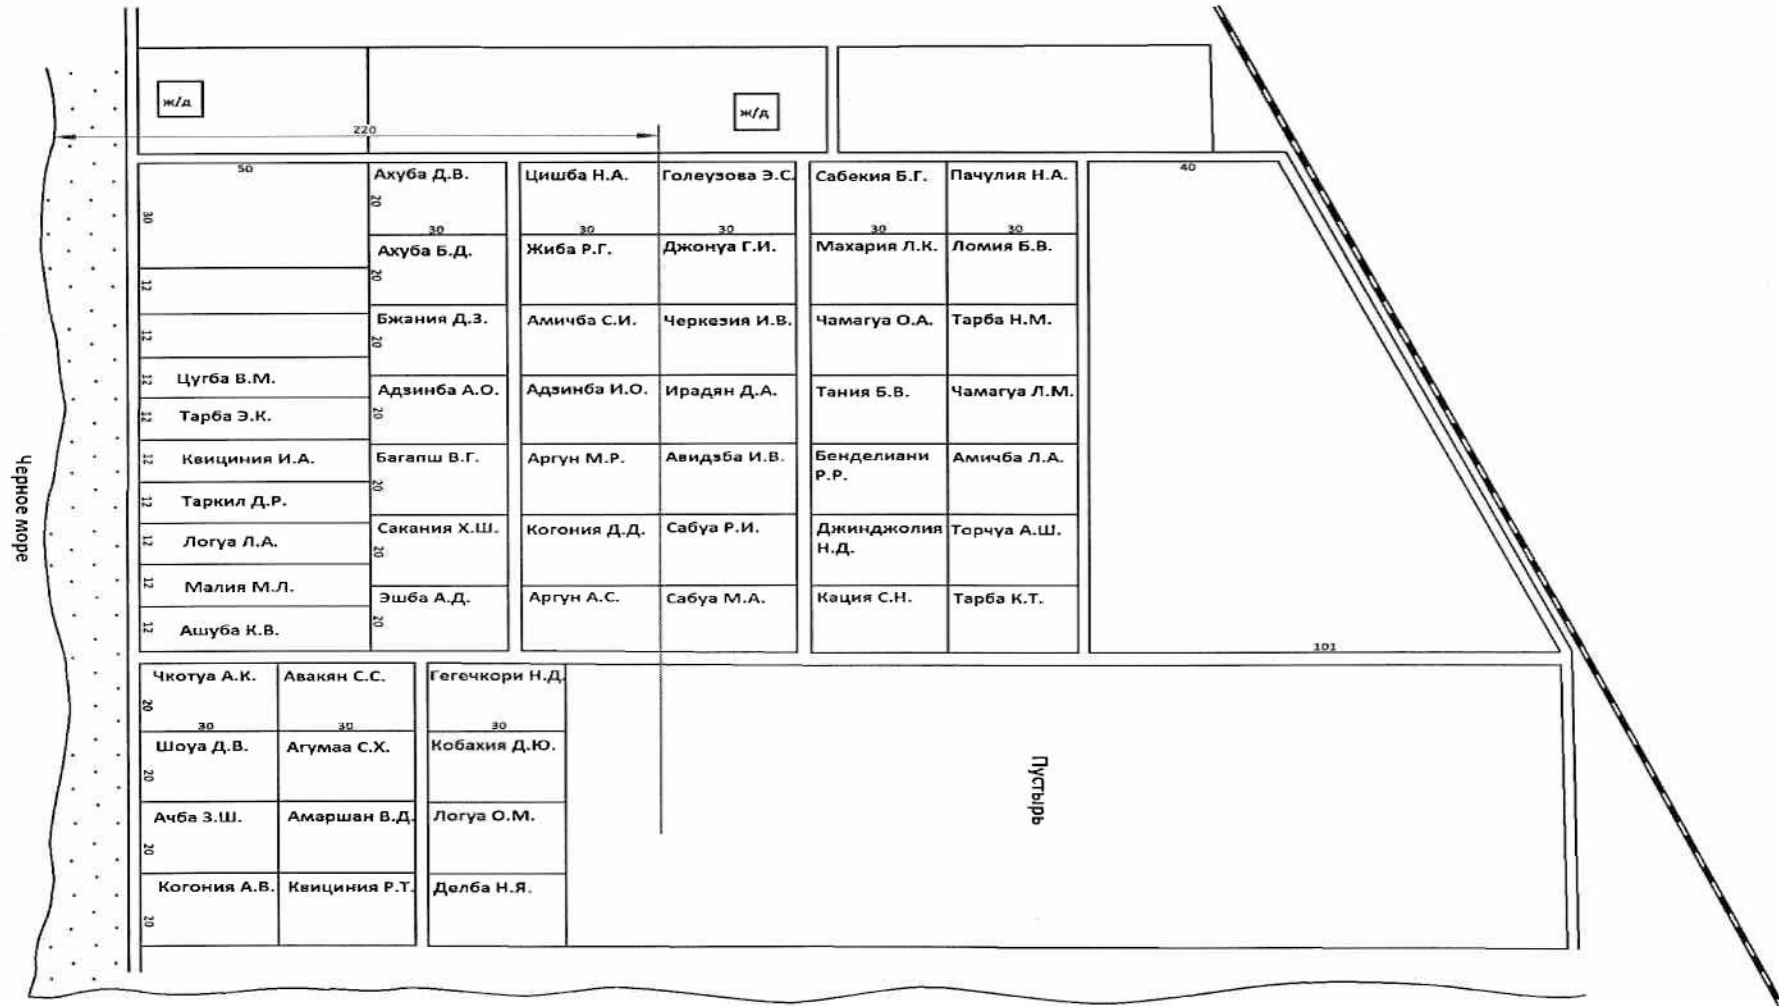 ж/д
ж/д
220
50
30
12
12
12
12
12
12
12
12
12
Цугба В.М.
Тарба Э.К.
Квициния И.А.
Таркил Д.Р.
Логуа Л.А.
Малия М.Л.
Ашуба К.В.
Ахуба Д.В.
20
30
Ахуба Б.Д.
20
Бжания Д.З.
20
Адзинба А.О.
20
Багапш В.Г.
20
Сакания Х.Ш.
20
Эшба А.Д.
20
Цишба Н.А.
30
Жиба Р.Г.
Амичба С.И.
Адзинба И.О.
Аргун М.Р.
Когония Д.Д.
Аргун А.С.
Голеузова Э.С.
30
Джонуа Г.И.
Черкезия И.В.
Ирадян Д.А.
Авидзба И.В.
Сабуа Р.И.
Сабуа М.А.
Сабекия Б.Г.
30
Махария Л.К.
Чамагуа О.А.
Тания Б.В.
Бенделиани
Р.Р.
Джинджолия
Н.Д.
Кация С.Н.
Пачулия Н.А.
30
Ломия Б.В.
Тарба Н.М.
Чамагуа Л.М.
Амичба Л.А.
Торчуа А.Ш.
Тарба К.Т.
40
101
Черное море
Чкотуа А.К.
20
30
Шоуа Д.В.
20
Ачба З.Ш.
20
Когония А.В.
20
Авакян С.С.
30
Агумаа С.Х.
Амаршан В.Д.
Квициния Р.Т.
Гегечкори Н.Д.
30
Кобахия Д.Ю.
Логуа О.М.
Делба Н.Я.
Пустырь